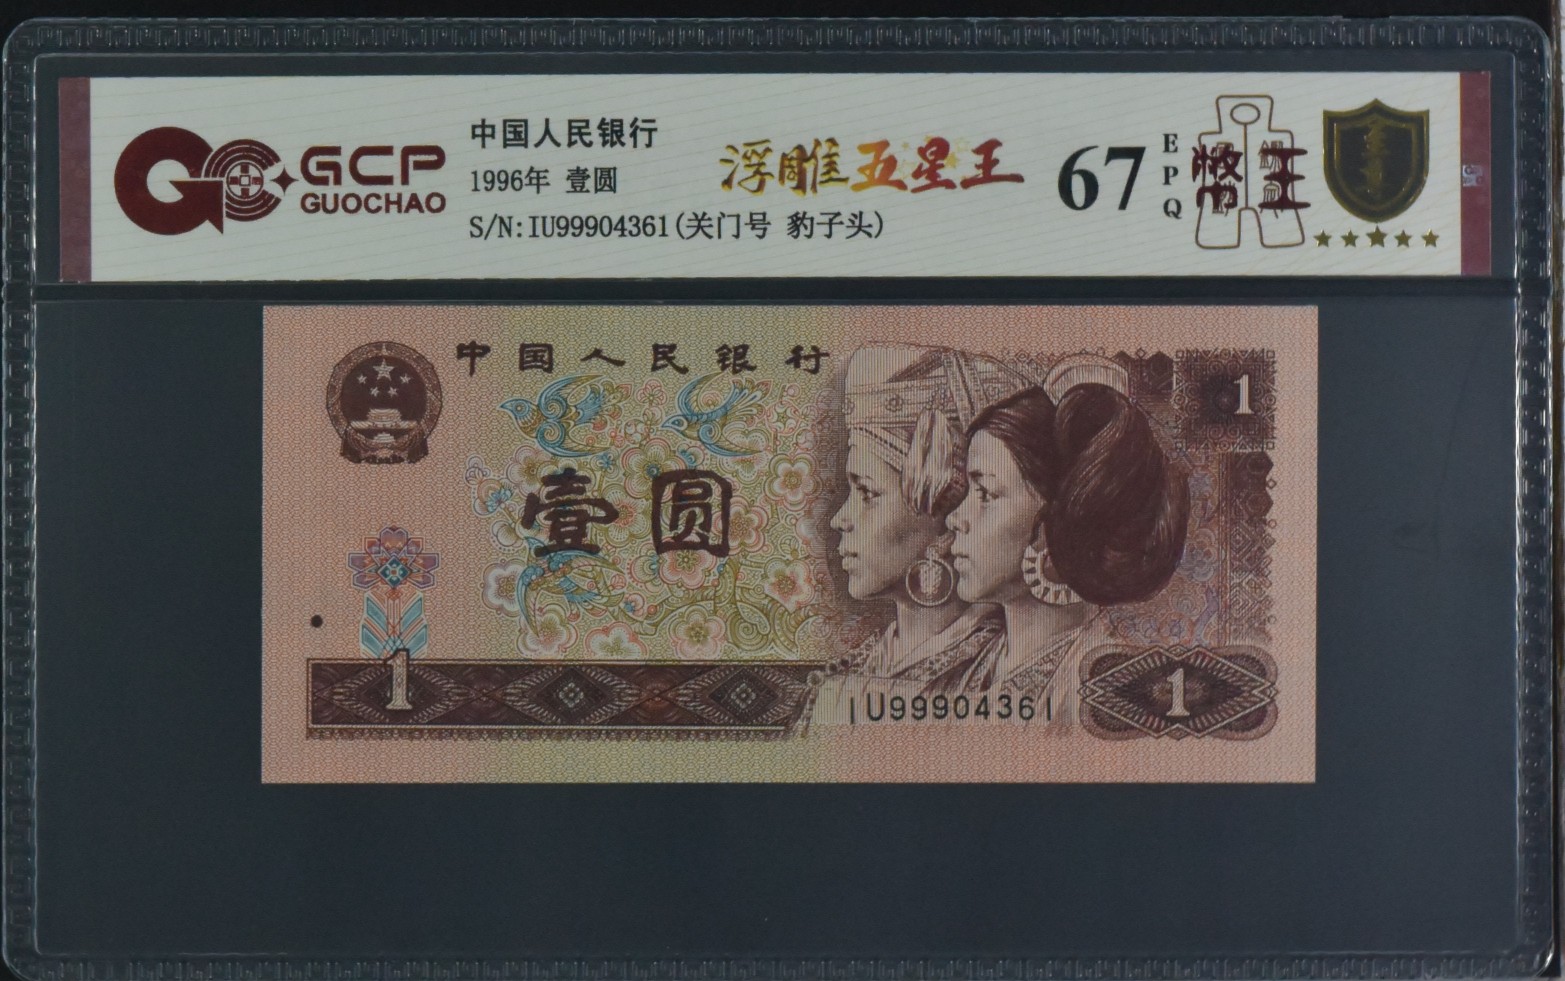 GCP
GUOCHAO
中国人民银行
1996年 壹圆
S/N:IU99904361(关门号 豹子头)
浮雕五星王
67
EPQ
中国人民银行
1
壹圆
1
IU99904361
1